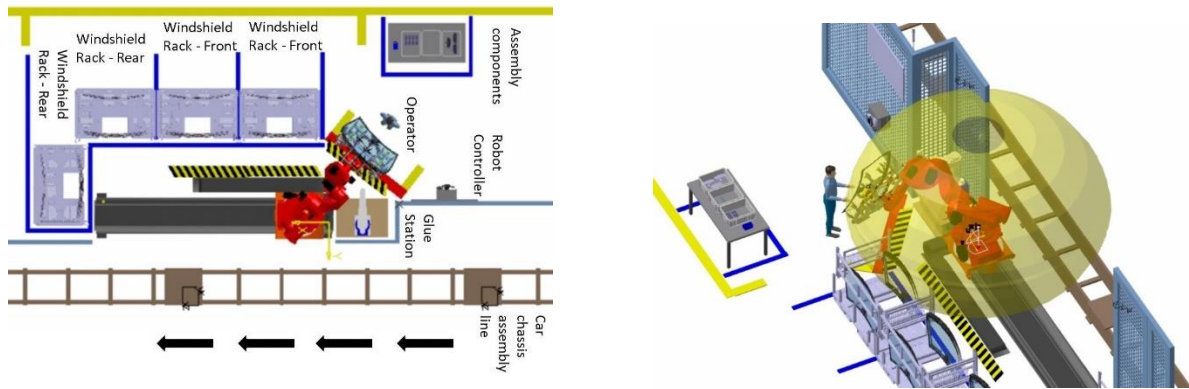 Windshield
Rack - Rear
Windshield
Rack - Rear
Windshield
Rack - Front
Windshield
Rack - Front
Assembly
components
Operator
Robot
Controller
Glue
Station
Car
chassis
assembly
line